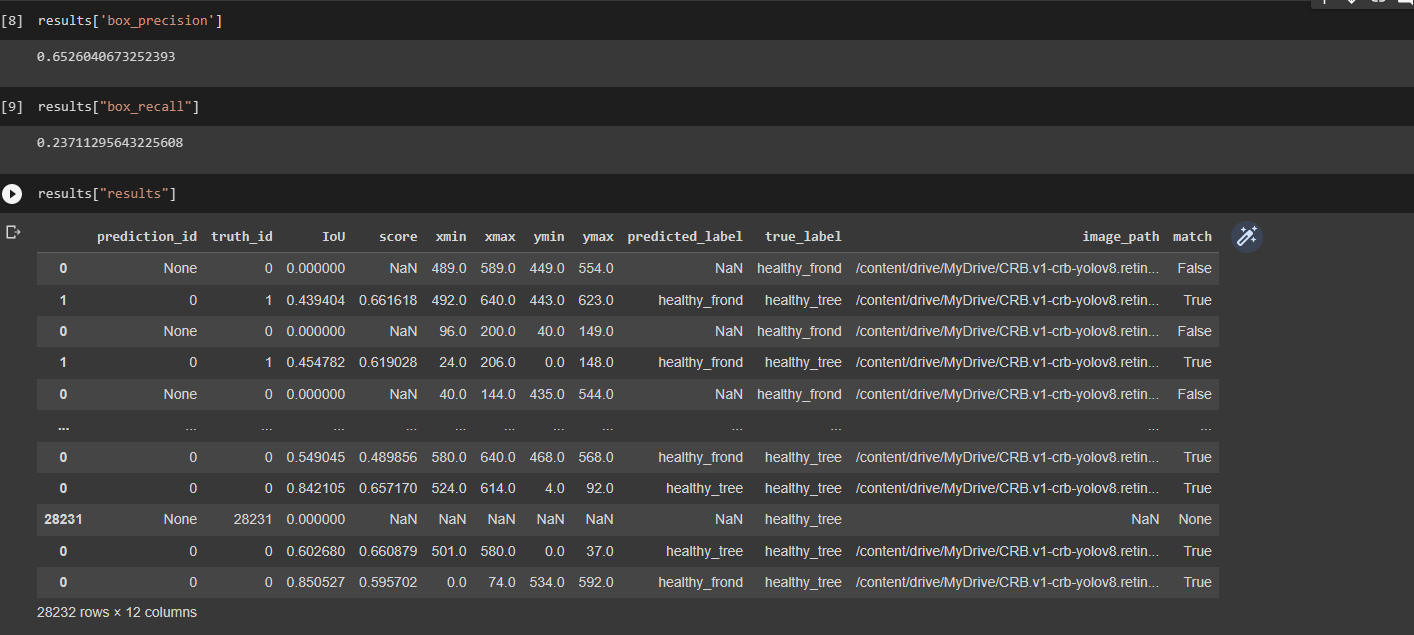 [8] results['box_precision']
0.6526040673252393
[9] results["box_recall"]
0.23711295643225608
results["results"]
prediction_id truth_id IoU score xmin xmax ymin ymax predicted_label true_label image_path match
0 None 0 0.000000 NaN 489.0 589.0 449.0 554.0 NaN healthy_frond /content/drive/MyDrive/CRB.v1-crb-yolov8.retin... False
1 0 1 0.439404 0.661618 492.0 640.0 443.0 623.0 healthy_frond healthy_tree /content/drive/MyDrive/CRB.v1-crb-yolov8.retin... True
0 None 0 0.000000 NaN 96.0 200.0 40.0 149.0 NaN healthy_frond /content/drive/MyDrive/CRB.v1-crb-yolov8.retin... False
1 0 1 0.454782 0.619028 24.0 206.0 0.0 148.0 healthy_frond healthy_tree /content/drive/MyDrive/CRB.v1-crb-yolov8.retin... True
0 None 0 0.000000 NaN 40.0 144.0 435.0 544.0 NaN healthy_frond /content/drive/MyDrive/CRB.v1-crb-yolov8.retin... False
... ... ... ... ... ... ... ... ... ... ... ... ...
0 0 0 0.549045 0.489856 580.0 640.0 468.0 568.0 healthy_frond healthy_tree /content/drive/MyDrive/CRB.v1-crb-yolov8.retin... True
0 0 0 0.842105 0.657170 524.0 614.0 4.0 92.0 healthy_tree healthy_tree /content/drive/MyDrive/CRB.v1-crb-yolov8.retin... True
28231 None 28231 0.000000 NaN NaN NaN NaN NaN NaN healthy_tree NaN None
0 0 0 0.602680 0.660879 501.0 580.0 0.0 37.0 healthy_tree healthy_tree /content/drive/MyDrive/CRB.v1-crb-yolov8.retin... True
0 0 0 0.850527 0.595702 0.0 74.0 534.0 592.0 healthy_frond healthy_tree /content/drive/MyDrive/CRB.v1-crb-yolov8.retin... True
28232 rows × 12 columns